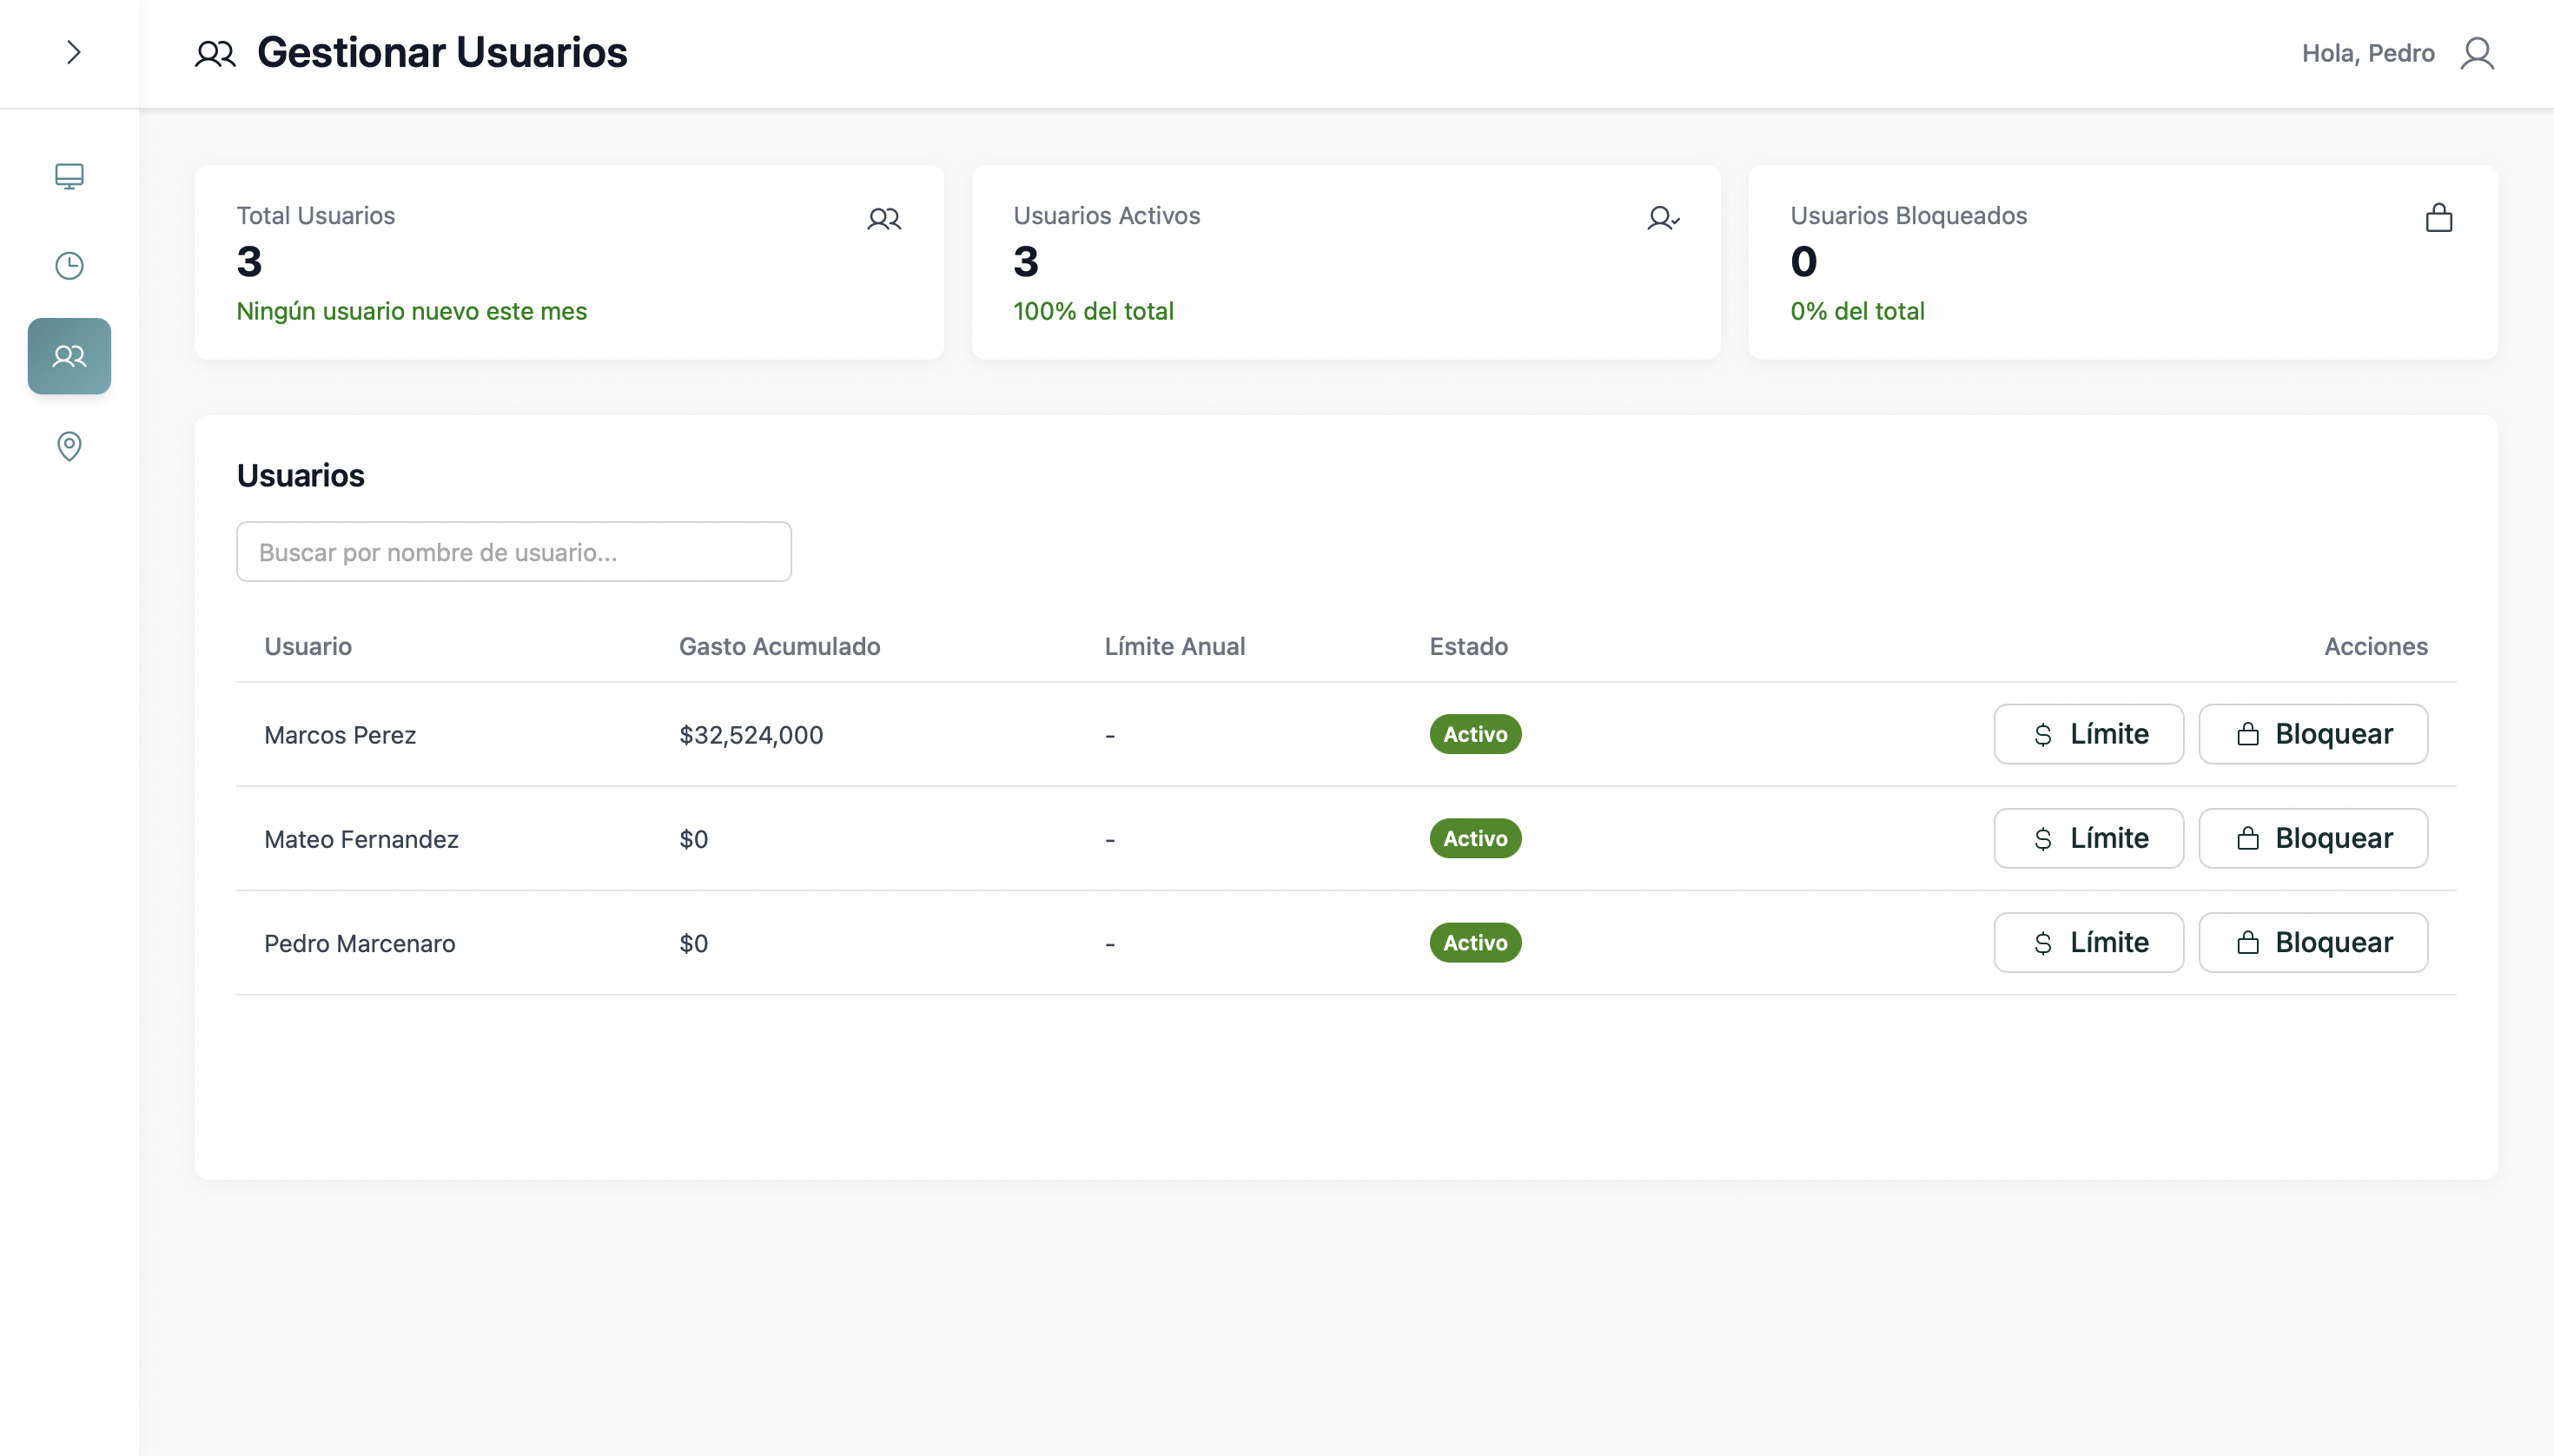 Gestionar Usuarios
Hola, Pedro
Total Usuarios
3
Ningún usuario nuevo este mes
Usuarios Activos
3
100% del total
Usuarios Bloqueados
0
0% del total
Usuarios
Buscar por nombre de usuario...
Usuario Gasto Acumulado Límite Anual Estado Acciones
Marcos Perez $32,524,000 - Activo $ Límite Bloquear
Mateo Fernandez $0 - Activo $ Límite Bloquear
Pedro Marcenaro $0 - Activo $ Límite Bloquear